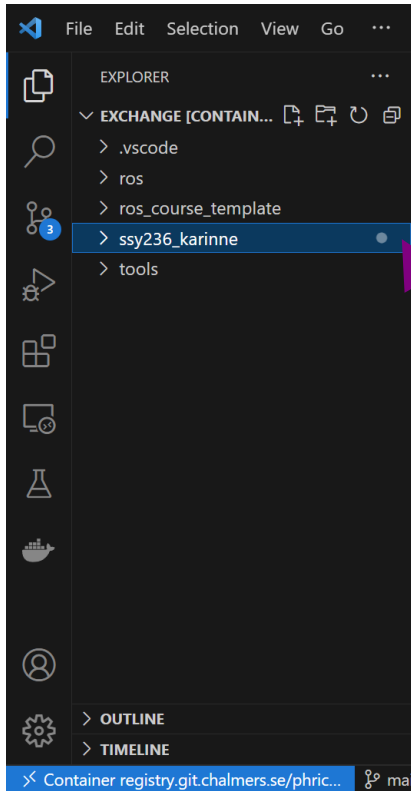 File Edit Selection View Go ...
EXPLORER ...
EXCHANGE [CONTAIN...
.vscode
ros
ros_course_template
3
ssy236_karinne
tools
OUTLINE
TIMELINE
Container registry.git.chalmers.se/phric... ma